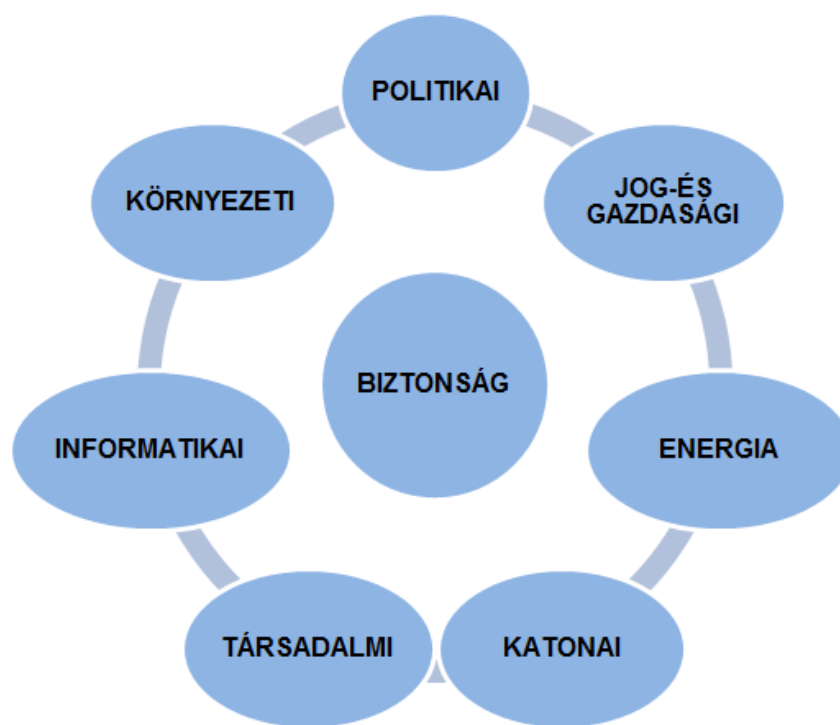 POLITIKAI
JOG-ÉS
GAZDASÁGI
KÖRNYEZETI
BIZTONSÁG
INFORMATIKAI
ENERGIA
TÁRSADALMI
KATONAI